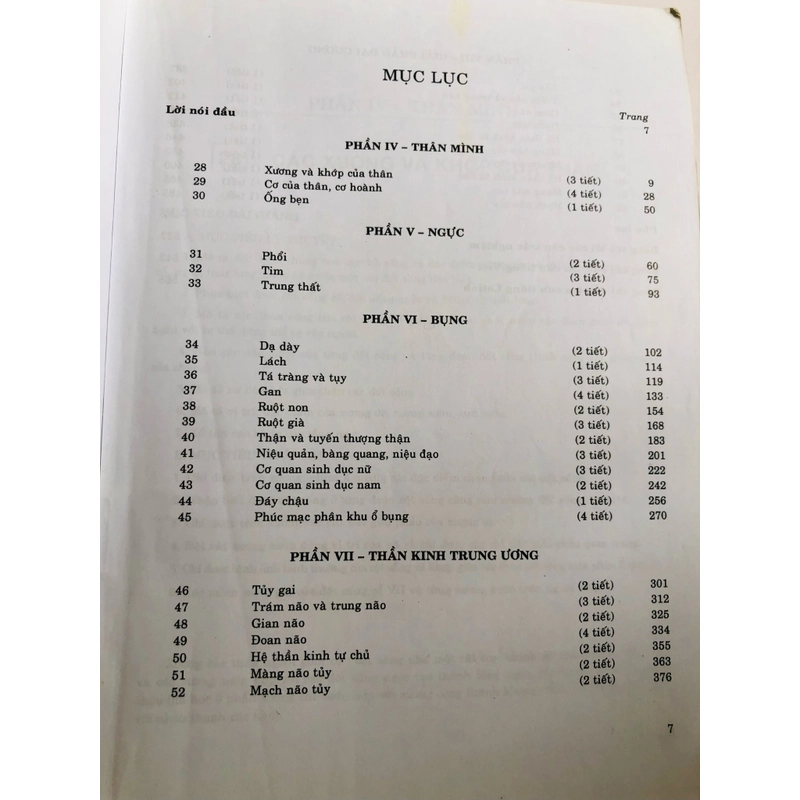 MỤC LỤC
Lời nói đầu Trang
7
PHẦN IV – THÂN MÌNH
28 Xương và khớp của thân (3 tiết) 9
29 Cơ của thân, cơ hoành (4 tiết) 28
30 Ống bẹn (1 tiết) 50
PHẦN V – NGỰC
31 Phổi (2 tiết) 60
32 Tim (3 tiết) 75
33 Trung thất (1 tiết) 93
PHẦN VI – BỤNG
34 Dạ dày (2 tiết) 102
35 Lách (1 tiết) 114
36 Tá tràng và tụy (3 tiết) 119
37 Gan (4 tiết) 133
38 Ruột non (2 tiết) 154
39 Ruột già (3 tiết) 168
40 Thận và tuyến thượng thận (2 tiết) 183
41 Niệu quản, bàng quang, niệu đạo (3 tiết) 201
42 Cơ quan sinh dục nữ (3 tiết) 222
43 Cơ quan sinh dục nam (2 tiết) 242
44 Đáy chậu (1 tiết) 256
45 Phúc mạc phân khu ổ bụng (4 tiết) 270
PHẦN VII – THẦN KINH TRUNG ƯƠNG
46 Tủy gai (2 tiết) 301
47 Trám não và trung não (3 tiết) 312
48 Gian não (2 tiết) 325
49 Đoan não (4 tiết) 334
50 Hệ thần kinh tự chủ (2 tiết) 355
51 Màng não tủy (2 tiết) 363
52 Mạch não tủy (2 tiết) 376
7